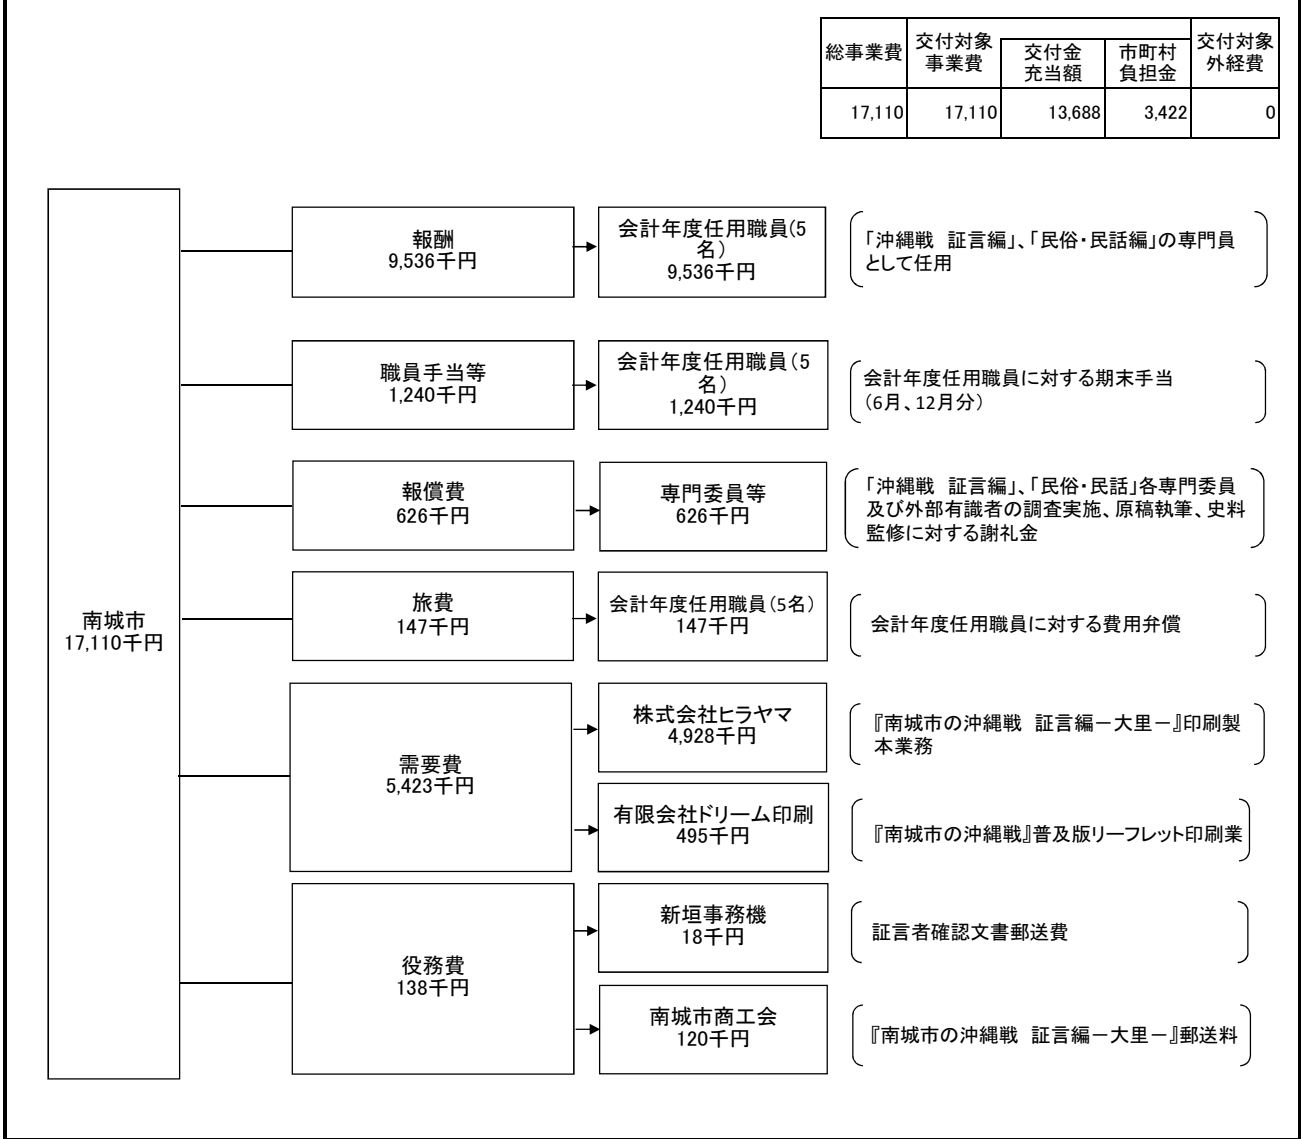 総事業費
交付対象
事業費
交付金
充当額
市町村
負担金
交付対象
外経費
17,110
17,110
13,688
3,422
0
南城市
17,110千円
報酬
9,536千円
会計年度任用職員(5
名)
9,536千円
「沖縄戦　証言編」、「民俗・民話編」の専門員
として任用
職員手当等
1,240千円
会計年度任用職員(5
名)
1,240千円
会計年度任用職員に対する期末手当
(6月、12月分)
報償費
626千円
専門委員等
626千円
「沖縄戦　証言編」、「民俗・民話」各専門委員
及び外部有識者の調査実施、原稿執筆、史料
監修に対する謝礼金
旅費
147千円
会計年度任用職員(5名)
147千円
会計年度任用職員に対する費用弁償
需要費
5,423千円
株式会社ヒラヤマ
4,928千円
『南城市の沖縄戦　証言編－大里－』印刷製
本業務
有限会社ドリーム印刷
495千円
『南城市の沖縄戦』普及版リーフレット印刷業
役務費
138千円
新垣事務機
18千円
証言者確認文書郵送費
南城市商工会
120千円
『南城市の沖縄戦　証言編－大里－』郵送料